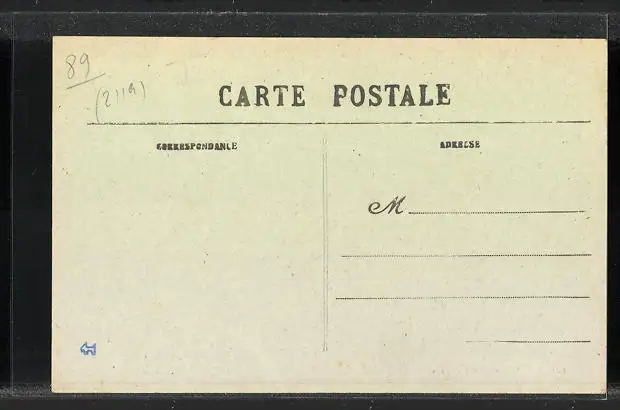 89
(2119)
CARTE POSTALE
CORRESPONDANCE
ADRESSE
M